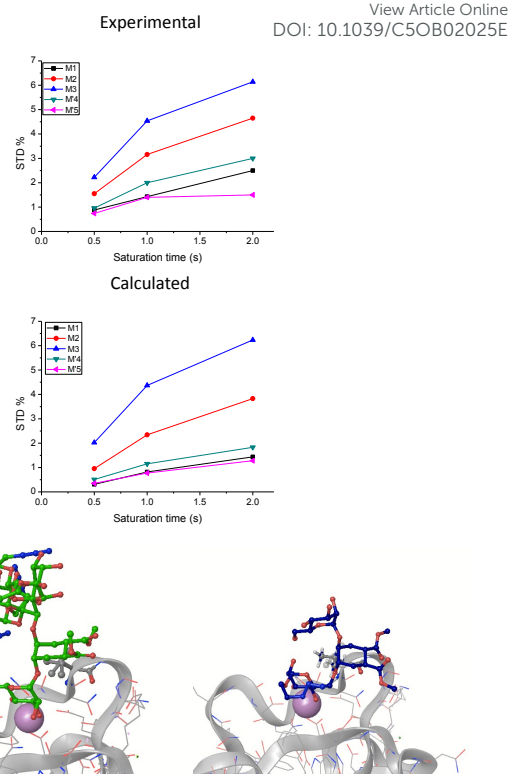 View Article Online
DOI: 10.1039/C5OB02025E
Experimental
7
6
5
4
3
2
1
0
STD %
M1
M2
M3
M'4
M'5
0.0 0.5 1.0 1.5 2.0
Saturation time (s)
Calculated
7
6
5
4
3
2
1
0
STD %
M1
M2
M3
M'4
M'5
0.0 0.5 1.0 1.5 2.0
Saturation time (s)